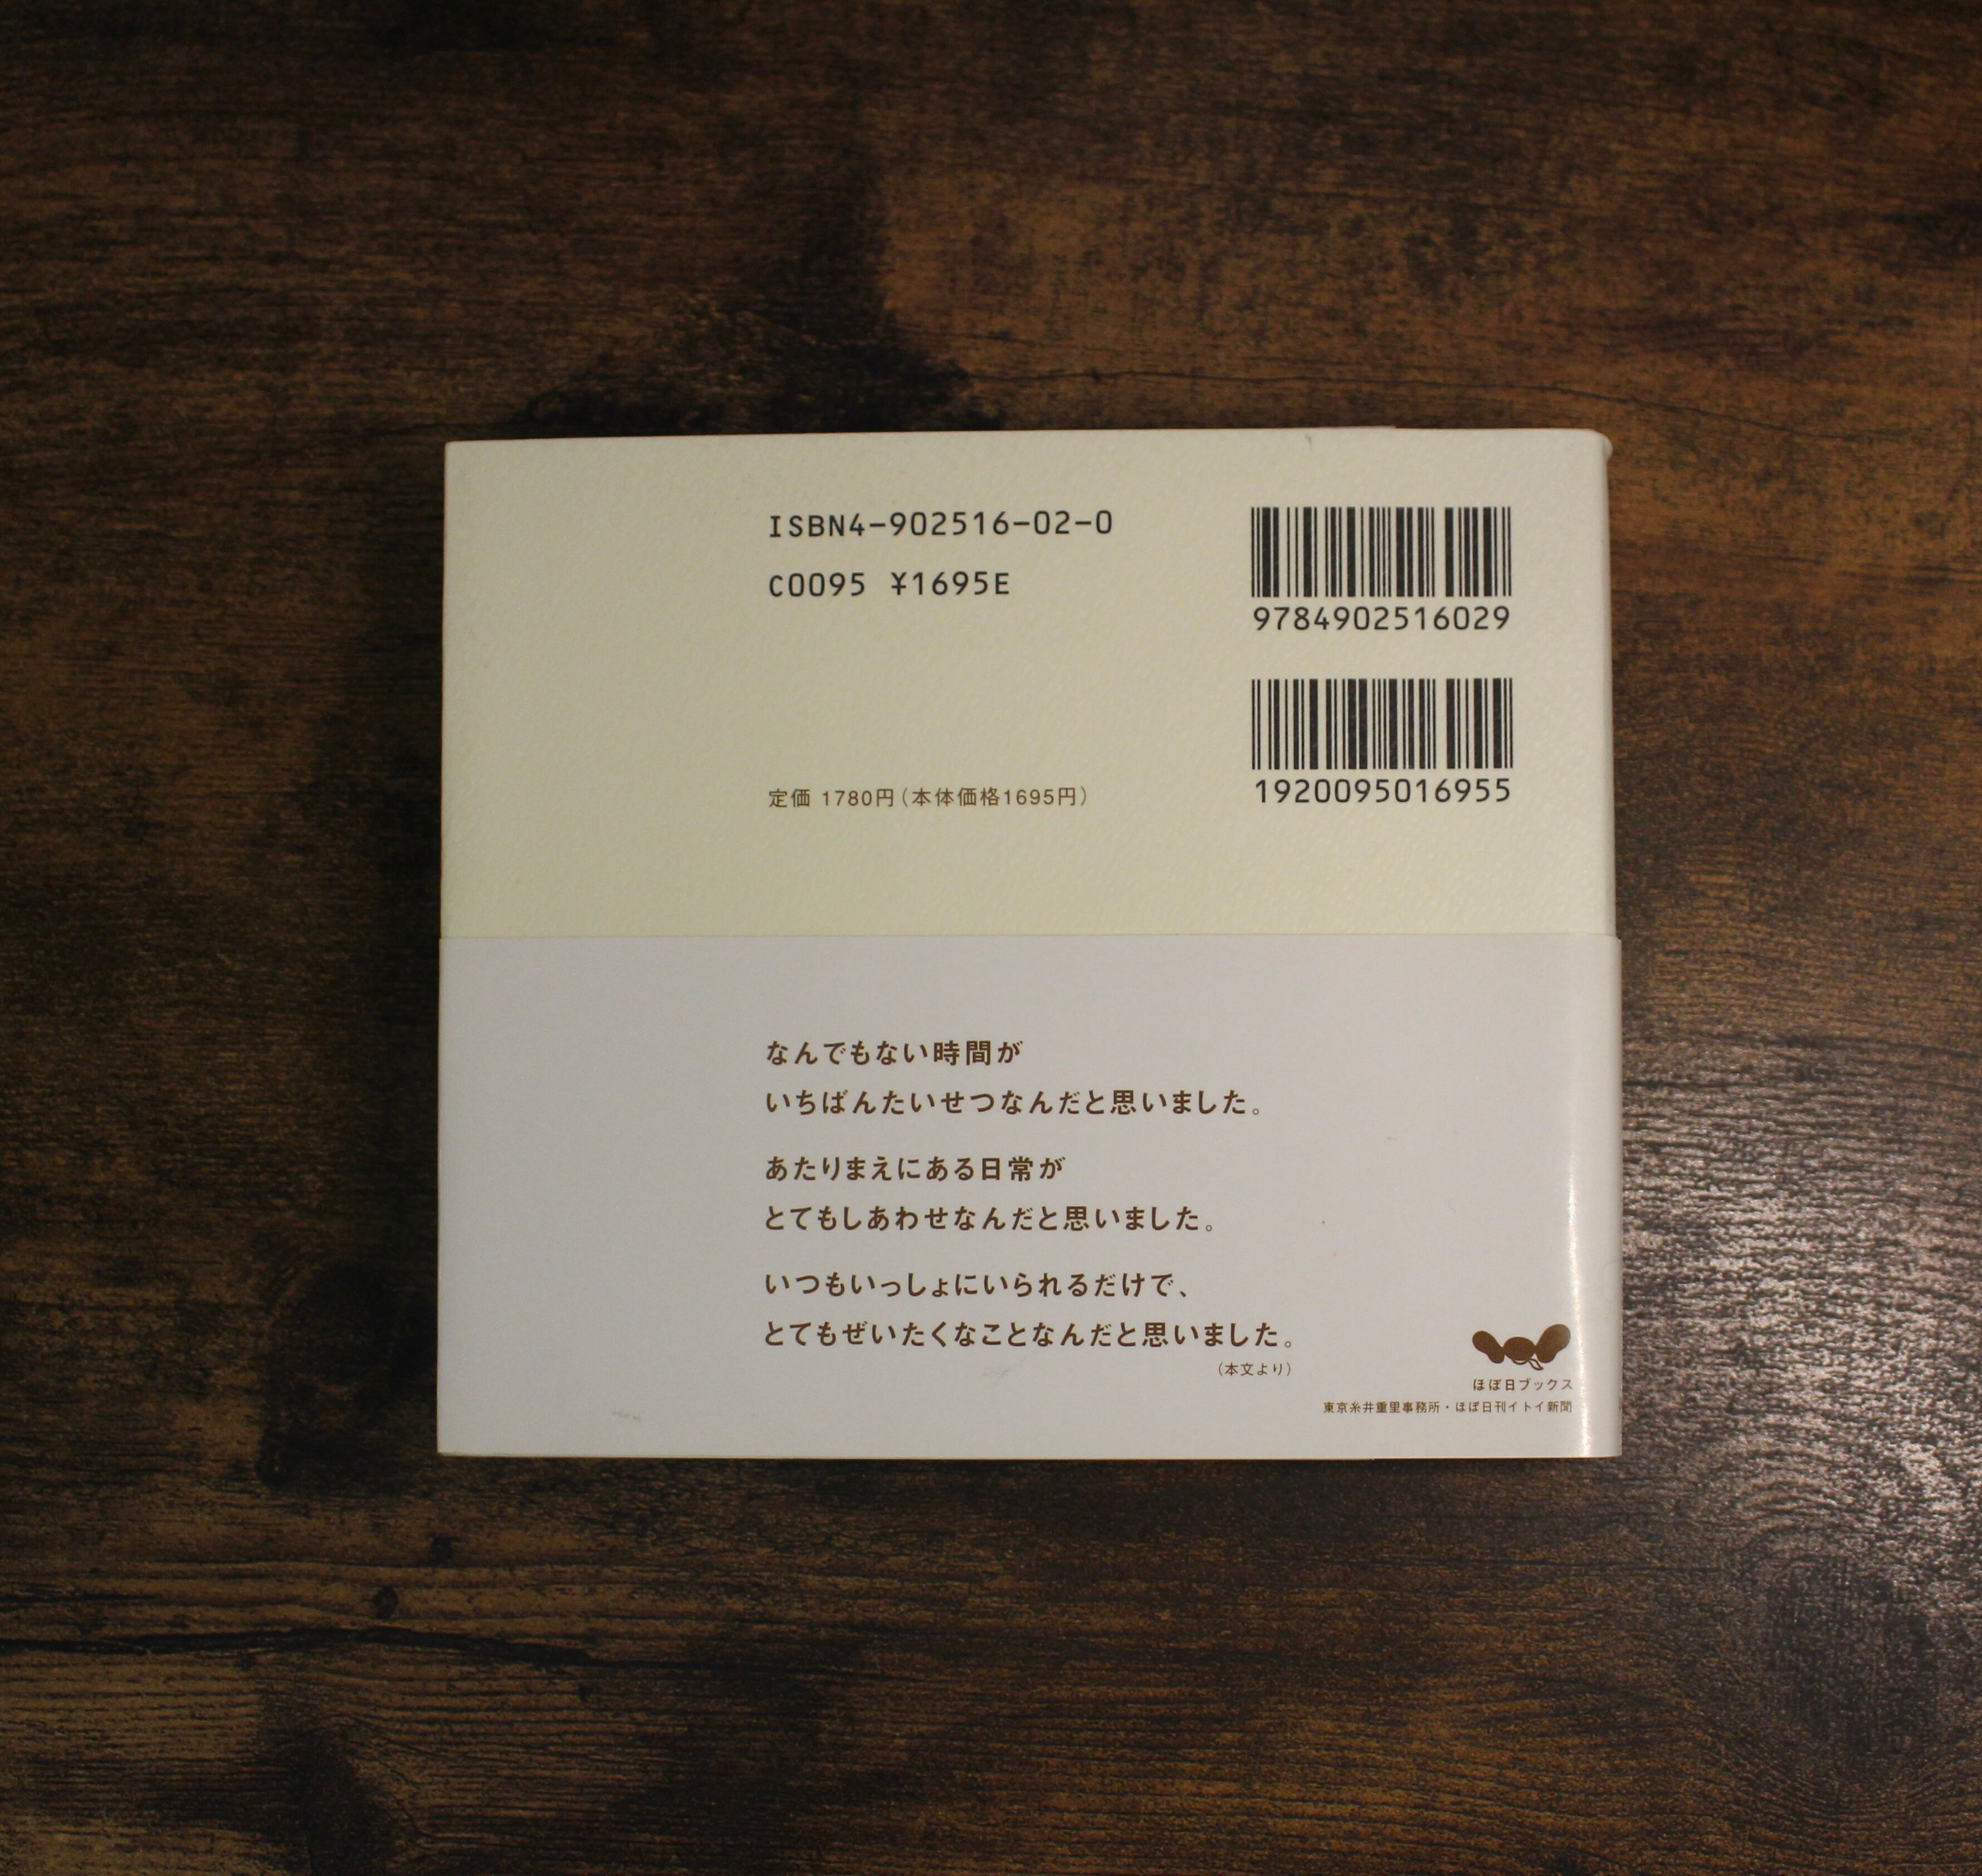 ISBN4-902516-02-0
C0095 ¥1695E
9784902516029
1920095016955
定価 1780円(本体価格1695円)
なんでもない時間が
いちばんたいせつなんだと思いました。
あたりまえにある日常が
とてもしあわせなんだと思いました。
いつもいっしょにいられるだけで、
とてもぜいたくなことなんだと思いました。
(本文より)
ほぼ日ブックス
東京糸井重里事務所・ほぼ日刊イトイ新聞